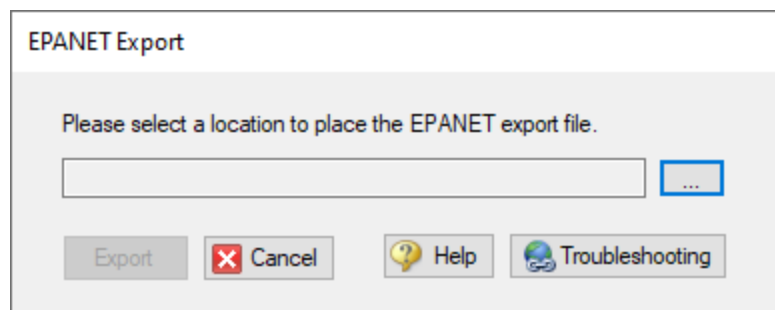 EPANET Export
Please select a location to place the EPANET export file.
...
Export Cancel Help Troubleshooting